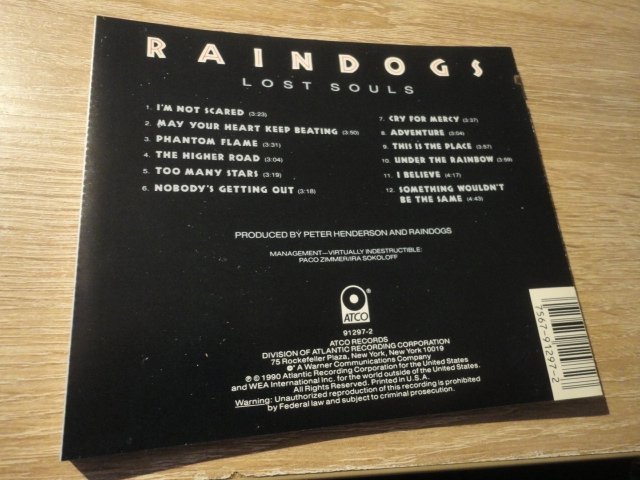 RAINDOGS
LOST SOULS
1. I'M NOT SCARED (3:23)
2. MAY YOUR HEART KEEP BEATING (3:50)
3. PHANTOM FLAME (3:31)
4. THE HIGHER ROAD (3:04)
5. TOO MANY STARS (3:19)
6. NOBODY'S GETTING OUT (3:18)
7. CRY FOR MERCY (3:37)
8. ADVENTURE (5:04)
9. THIS IS THE PLACE (3:57)
10. UNDER THE RAINBOW (3:59)
11. I BELIEVE (4:17)
12. SOMETHING WOULDN'T
BE THE SAME (4:43)
PRODUCED BY PETER HENDERSON AND RAINDOGS
MANAGEMENT—VIRTUALLY INDESTRUCTIBLE:
PACO ZIMMER/IRA SOKOLOFF
ATCO
91297-2
ATCO RECORDS
DIVISION OF ATLANTIC RECORDING CORPORATION
75 Rockefeller Plaza, New York, New York 10019
A Warner Communications Company
℗ © 1990 Atlantic Recording Corporation for the United States
and WEA International Inc. for the world outside of the United States.
All Rights Reserved. Printed in U.S.A.
Warning: Unauthorized reproduction of this recording is prohibited
by Federal law and subject to criminal prosecution.
7567-91297-2